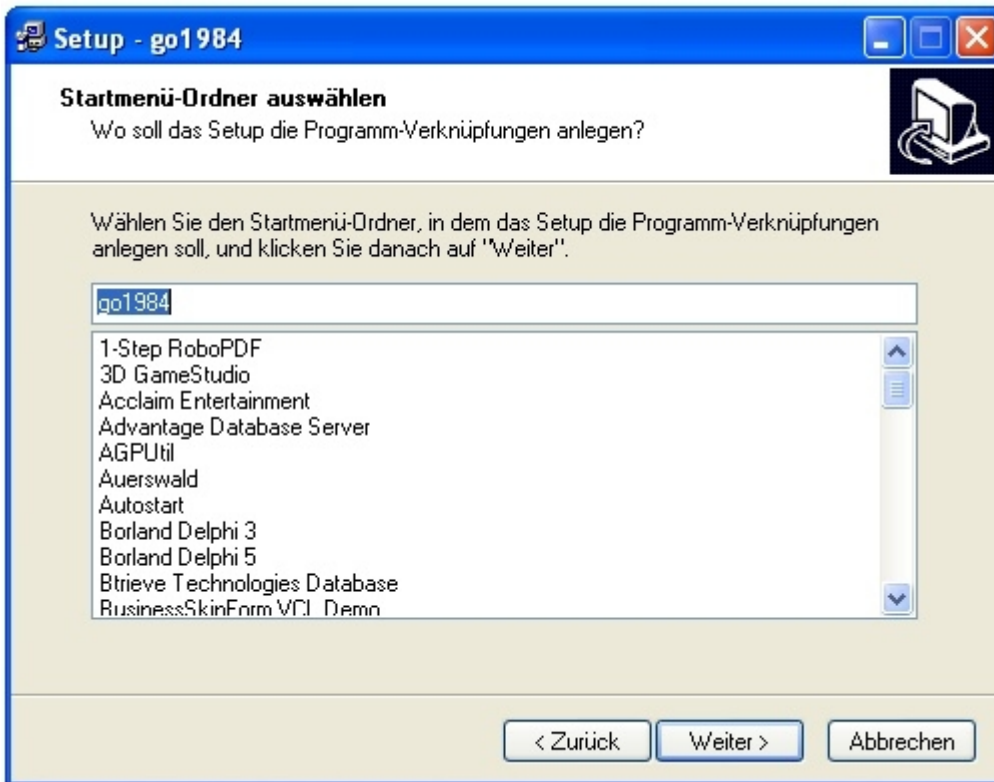 Setup - go1984
Startmenü-Ordner auswählen
Wo soll das Setup die Programm-Verknüpfungen anlegen?
Wählen Sie den Startmenü-Ordner, in dem das Setup die Programm-Verknüpfungen
anlegen soll, und klicken Sie danach auf "Weiter".
go1984
1-Step RoboPDF
3D GameStudio
Acclaim Entertainment
Advantage Database Server
AGPUtil
Auerswald
Autostart
Borland Delphi 3
Borland Delphi 5
Btrieve Technologies Database
BusinessSkinForm VCL Demo
< Zurück
Weiter >
Abbrechen